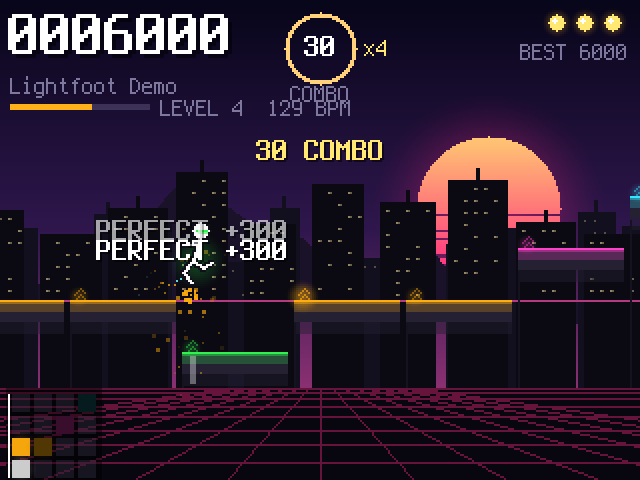 0006000
30 x4
BEST 6000
Lightfoot Demo
COMBO
LEVEL 4 129 BPM
30 COMBO
PERFECT +300
PERFECT +300